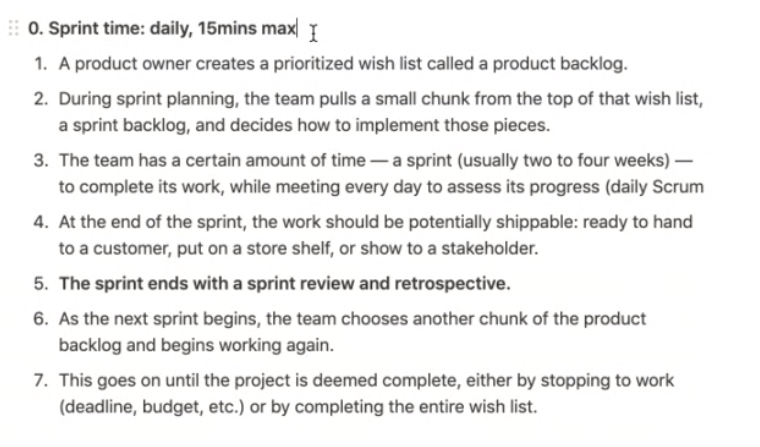 0. Sprint time: daily, 15mins max
1. A product owner creates a prioritized wish list called a product backlog.
2. During sprint planning, the team pulls a small chunk from the top of that wish list,
a sprint backlog, and decides how to implement those pieces.
3. The team has a certain amount of time — a sprint (usually two to four weeks) —
to complete its work, while meeting every day to assess its progress (daily Scrum
4. At the end of the sprint, the work should be potentially shippable: ready to hand
to a customer, put on a store shelf, or show to a stakeholder.
5. The sprint ends with a sprint review and retrospective.
6. As the next sprint begins, the team chooses another chunk of the product
backlog and begins working again.
7. This goes on until the project is deemed complete, either by stopping to work
(deadline, budget, etc.) or by completing the entire wish list.